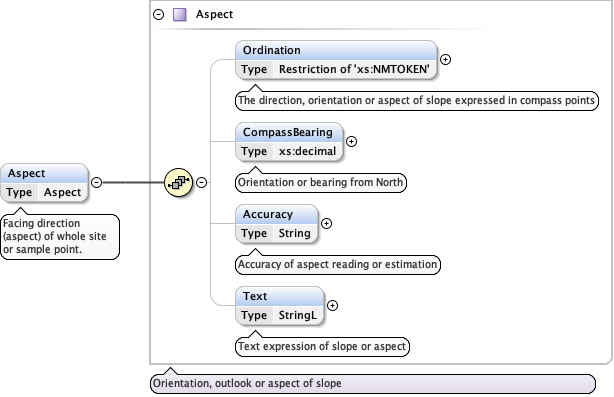 Aspect
Ordination
Type Restriction of 'xs:NMTOKEN'
The direction, orientation or aspect of slope expressed in compass points
CompassBearing
Type xs:decimal
Orientation or bearing from North
Aspect
Type Aspect
Facing direction
(aspect) of whole site
or sample point.
Accuracy
Type String
Accuracy of aspect reading or estimation
Text
Type StringL
Text expression of slope or aspect
Orientation, outlook or aspect of slope